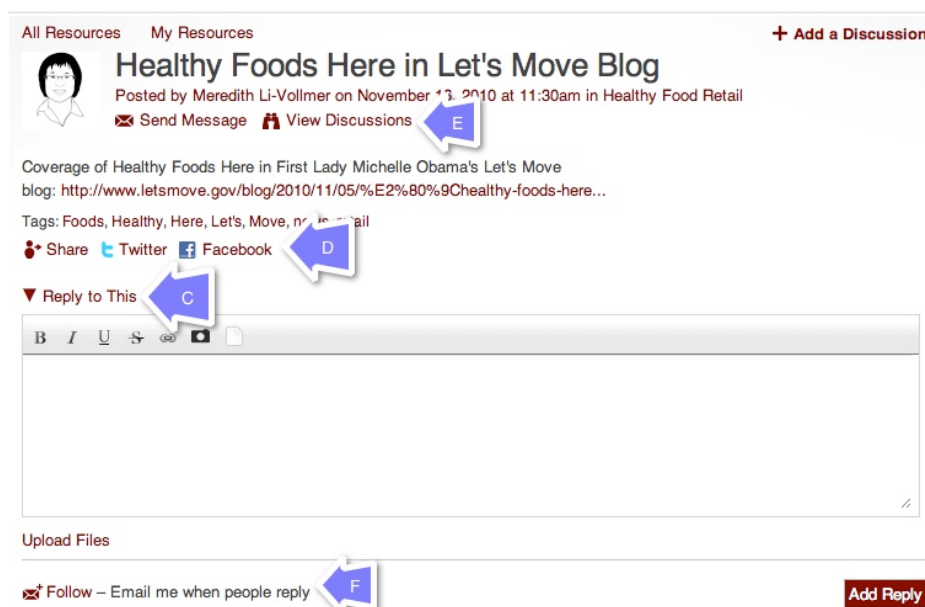 All Resources My Resources + Add a Discussion
Healthy Foods Here in Let's Move Blog
Posted by Meredith Li-Vollmer on November 16, 2010 at 11:30am in Healthy Food Retail
Send Message View Discussions E
Coverage of Healthy Foods Here in First Lady Michelle Obama's Let's Move
blog: http://www.letsmove.gov/blog/2010/11/05/%E2%80%9Chealthy-foods-here...
Tags: Foods, Healthy, Here, Let's, Move, retail
Share Twitter Facebook D
Reply to This C
B I U S
Upload Files
Follow – Email me when people reply F Add Reply